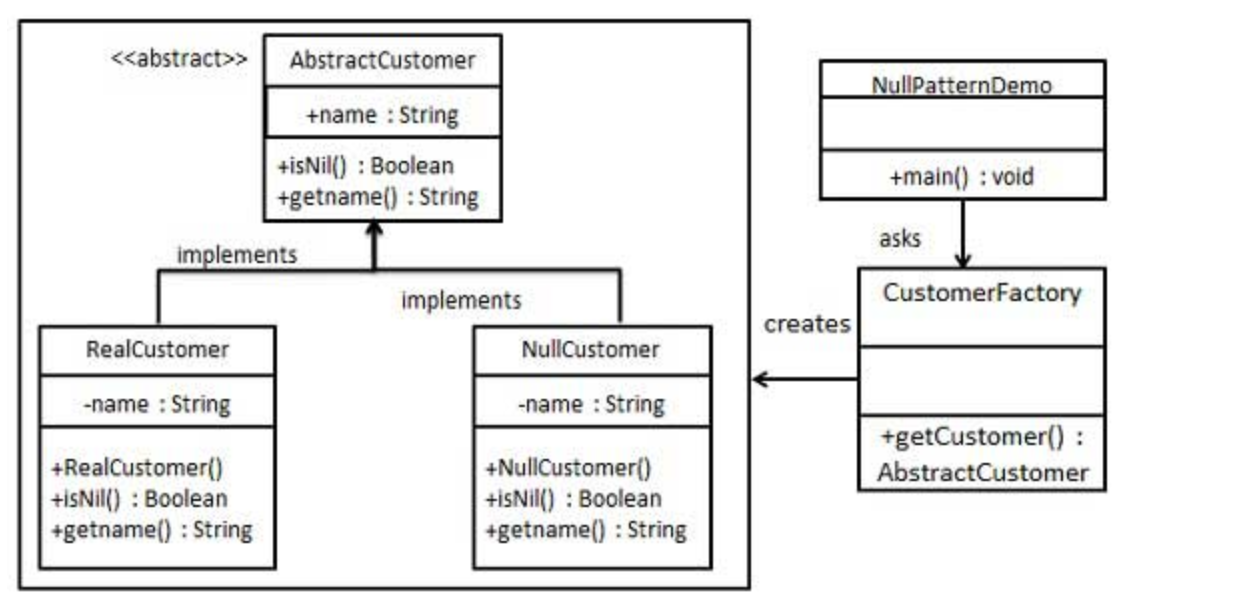 <<abstract>>
AbstractCustomer
+name : String
+isNil() : Boolean
+getname() : String
implements
implements
RealCustomer
-name : String
+RealCustomer()
+isNil() : Boolean
+getname() : String
NullCustomer
-name : String
+NullCustomer()
+isNil() : Boolean
+getname() : String
NullPatternDemo
+main() : void
asks
CustomerFactory
creates
+getCustomer() :
AbstractCustomer